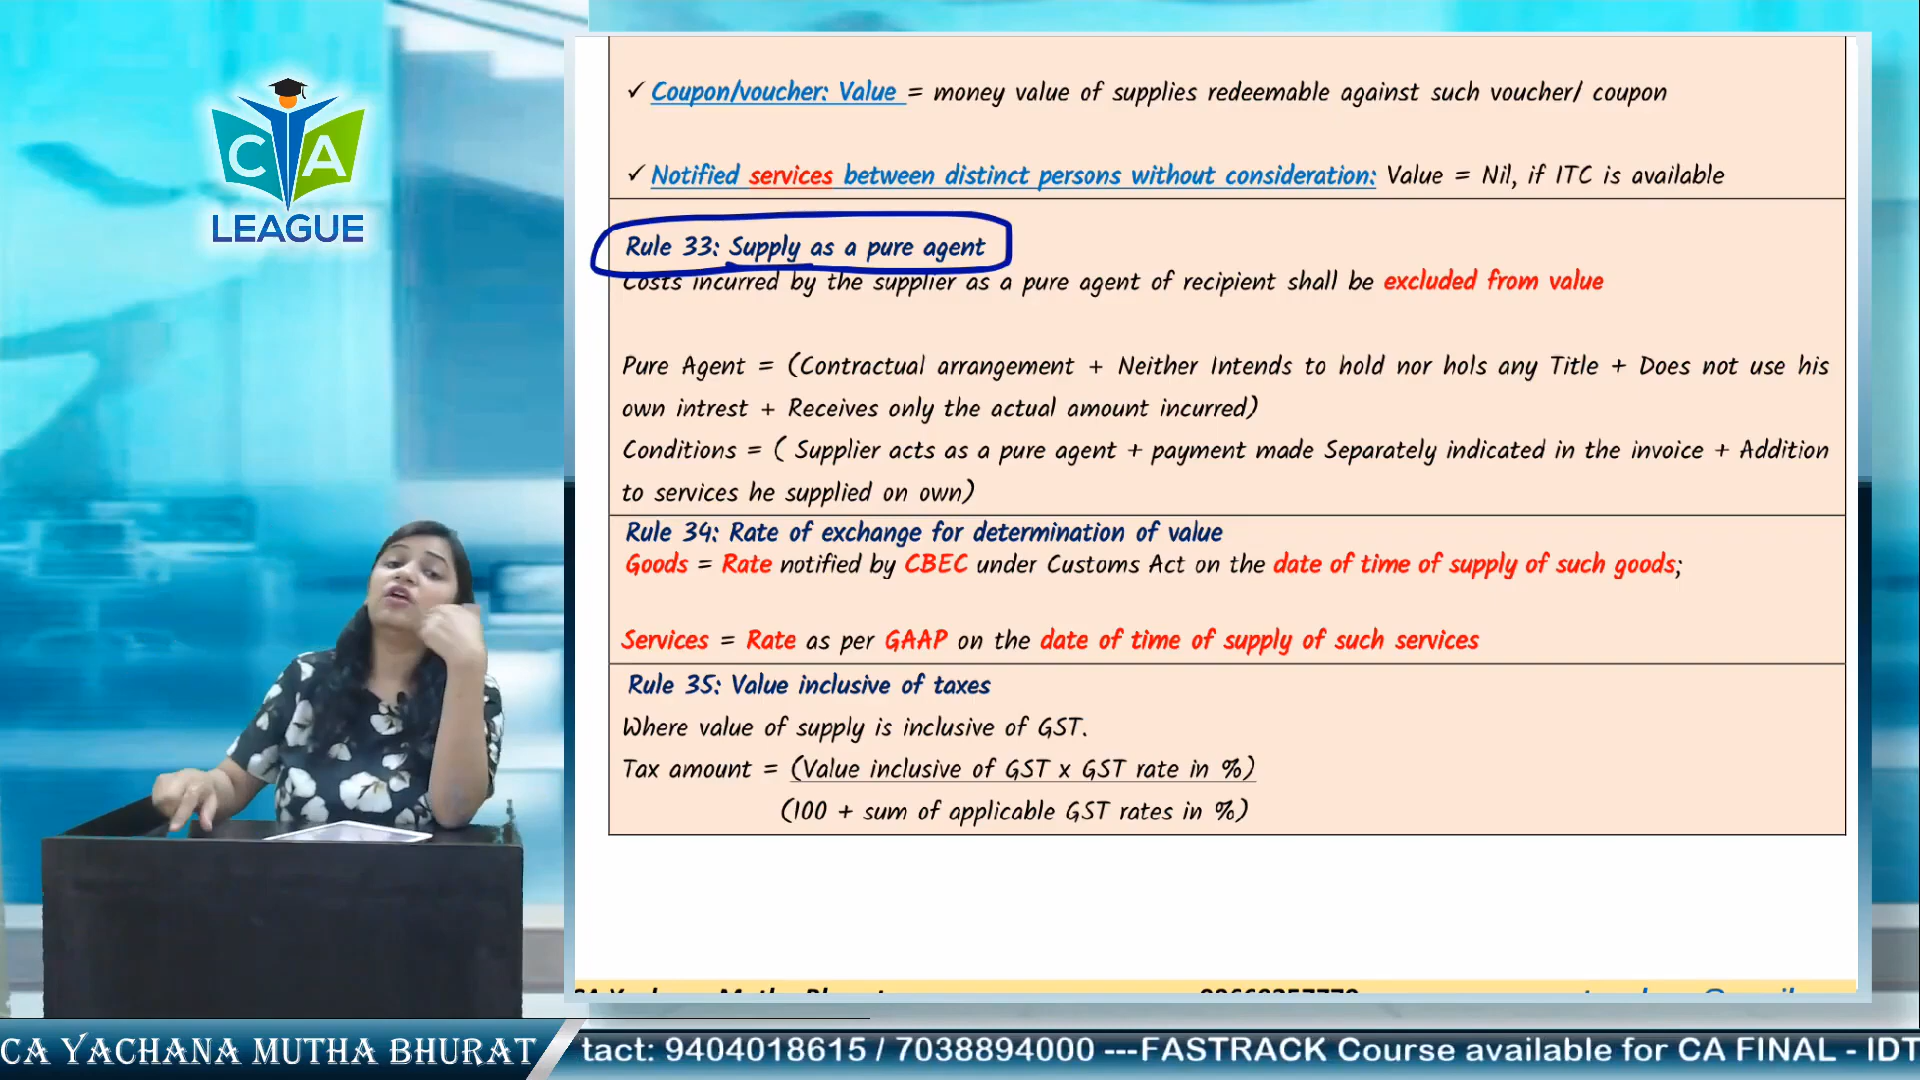 CA
LEAGUE
✓ Coupon/voucher: Value = money value of supplies redeemable against such voucher/ coupon
✓ Notified services between distinct persons without consideration: Value = Nil, if ITC is available
Rule 33: Supply as a pure agent
Costs incurred by the supplier as a pure agent of recipient shall be excluded from value
Pure Agent = (Contractual arrangement + Neither Intends to hold nor hols any Title + Does not use his
own intrest + Receives only the actual amount incurred)
Conditions = ( Supplier acts as a pure agent + payment made Separately indicated in the invoice + Addition
to services he supplied on own)
Rule 34: Rate of exchange for determination of value
Goods = Rate notified by CBEC under Customs Act on the date of time of supply of such goods;
Services = Rate as per GAAP on the date of time of supply of such services
Rule 35: Value inclusive of taxes
Where value of supply is inclusive of GST.
Tax amount = (Value inclusive of GST x GST rate in %)
(100 + sum of applicable GST rates in %)
CA YACHANA MUTHA BHURAT
tact: 9404018615 / 7038894000 ---FASTRACK Course available for CA FINAL - IDT